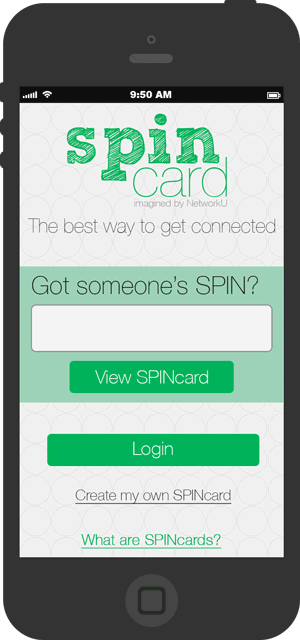 9:50 AM
spin
card
imagined by NetworkU
The best way to get connected
Got someone's SPIN?
View SPINcard
Login
Create my own SPINcard
What are SPINcards?